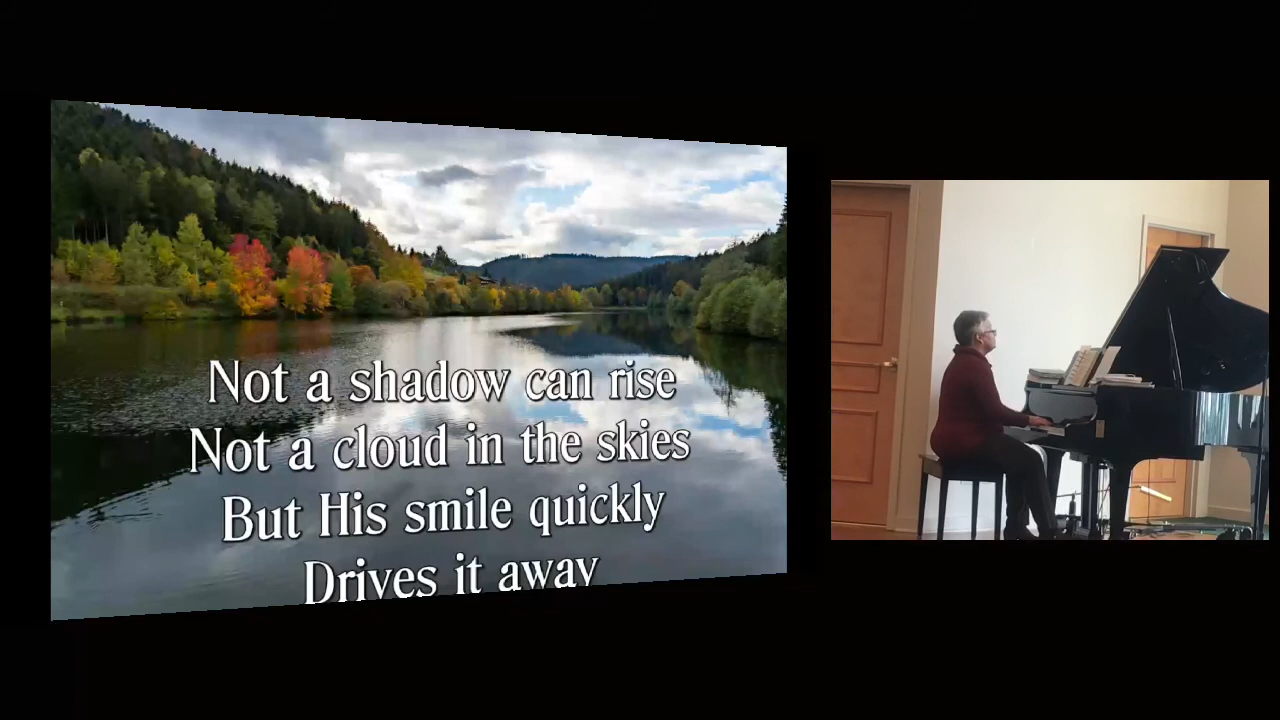 Not a shadow can rise
Not a cloud in the skies
But His smile quickly
Drives it away